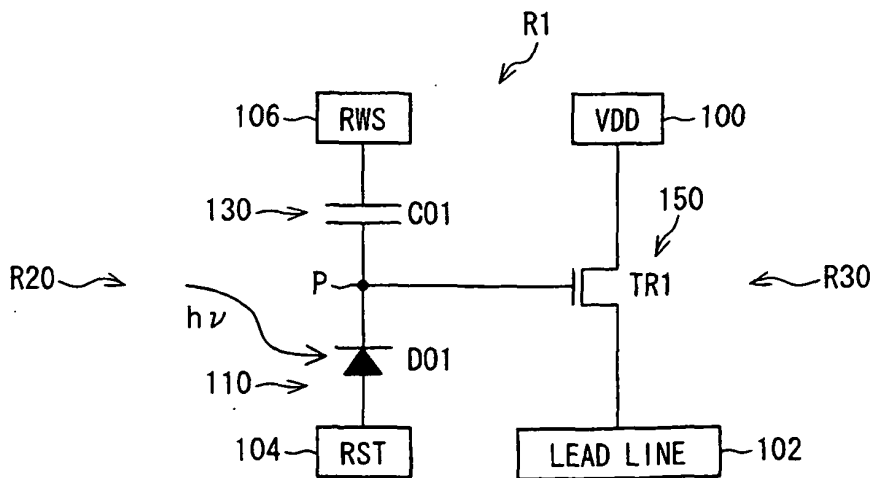 R1
106 RWS VDD 100
130 C01 150
R20 P TR1 R30
hν
D01
110
104 RST LEAD LINE 102